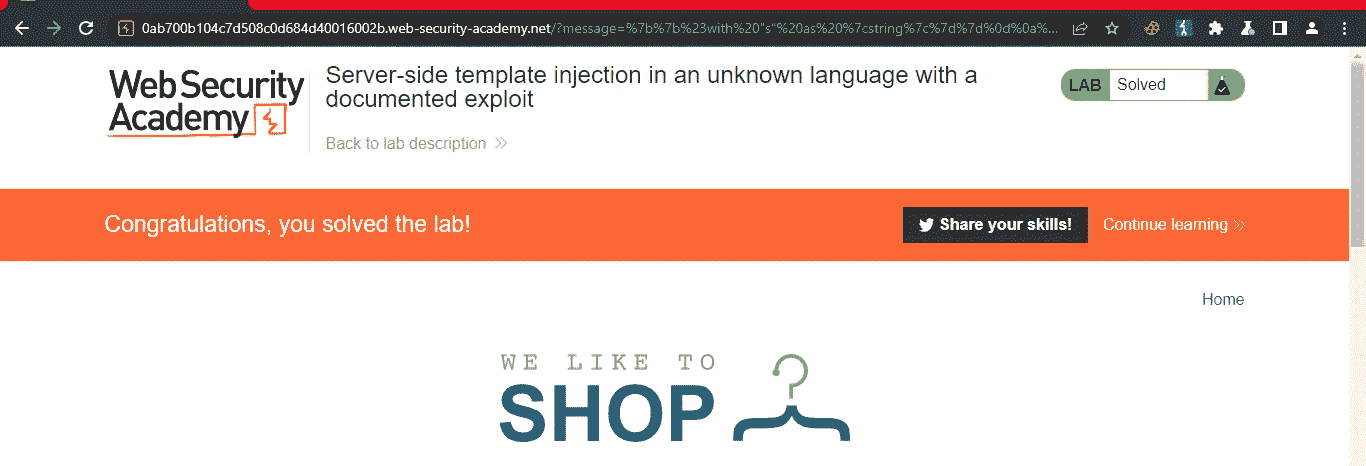 0ab700b104c7d508c0d684d40016002b.web-security-academy.net/?message=%7b%7b%23with%20"s"%20as%20%7cstring%7c%7d%7d%0d%0a%...
Web Security
Academy
Server-side template injection in an unknown language with a
documented exploit
Back to lab description
LAB Solved
Congratulations, you solved the lab!
Share your skills!
Continue learning
Home
WE LIKE TO
SHOP